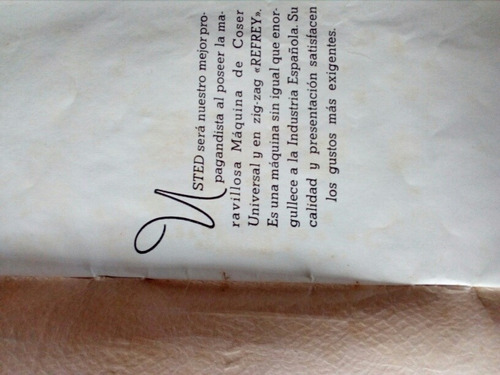 USTED será nuestro mejor pro-
pagandista al poseer la ma-
ravillosa Máquina de Coser
Universal y en zig-zag «REFREY».
Es una máquina sin igual que enor-
gullece a la Industria Española. Su
calidad y presentación satisfacen
los gustos más exigentes.